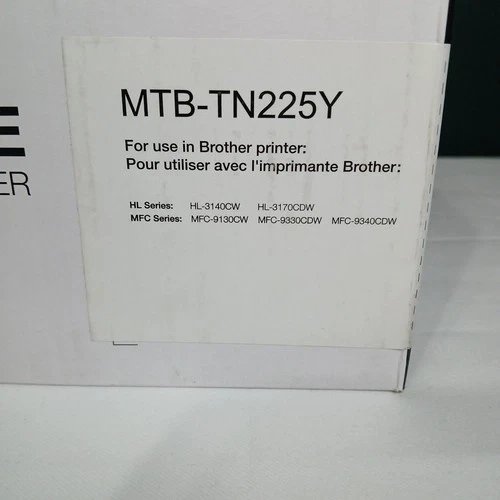 E
ER
MTB-TN225Y
For use in Brother printer:
Pour utiliser avec l'imprimante Brother:
HL Series: HL-3140CW HL-3170CDW
MFC Series: MFC-9130CW MFC-9330CDW MFC-9340CDW